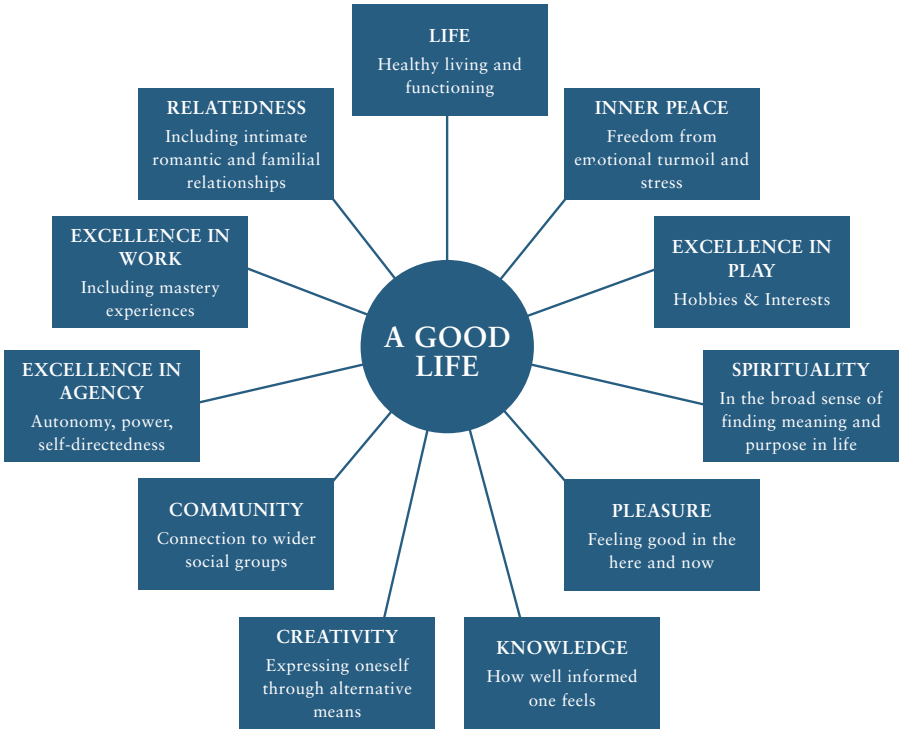 LIFE
Healthy living and
functioning
RELATEDNESS
Including intimate
romantic and familial
relationships
INNER PEACE
Freedom from
emotional turmoil and
stress
EXCELLENCE IN
WORK
Including mastery
experiences
EXCELLENCE IN
PLAY
Hobbies & Interests
A GOOD
LIFE
EXCELLENCE IN
AGENCY
Autonomy, power,
self-directedness
SPIRITUALITY
In the broad sense of
finding meaning and
purpose in life
COMMUNITY
Connection to wider
social groups
PLEASURE
Feeling good in the
here and now
CREATIVITY
Expressing oneself
through alternative
means
KNOWLEDGE
How well informed
one feels